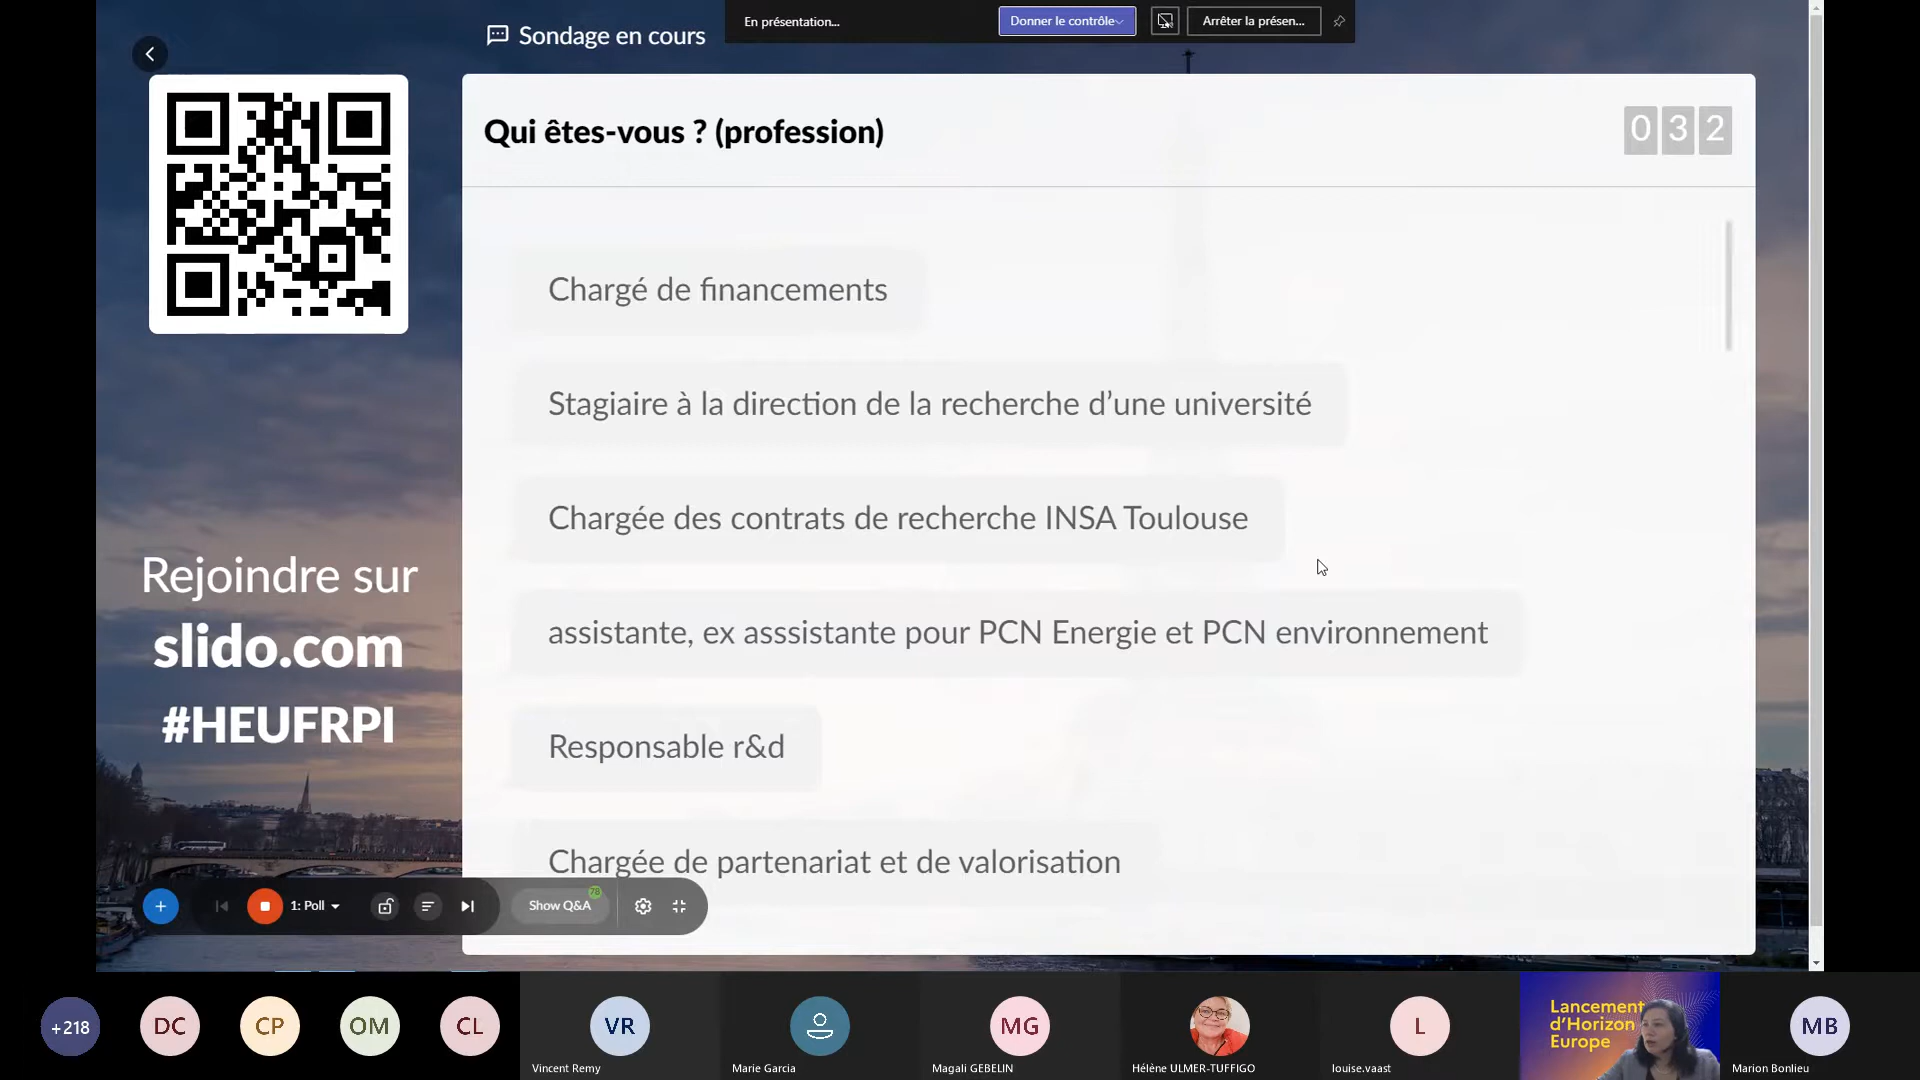 Sondage en cours
En présentation...
Donner le contrôle
Arrêter la présen...
Qui êtes-vous ? (profession)
032
Chargé de financements
Stagiaire à la direction de la recherche d’une université
Chargée des contrats de recherche INSA Toulouse
assistante, ex asssistante pour PCN Energie et PCN environnement
Responsable r&d
Chargée de partenariat et de valorisation
Rejoindre sur
slido.com
#HEUFRPI
1: Poll
Show Q&A
78
+218
DC
CP
OM
CL
VR
Vincent Remy
Marie Garcia
MG
Magali GEBELIN
Hélène ULMER-TUFFIGO
L
louise.vaast
Lancement
d’Horizon
Europe
MB
Marion Bonlieu